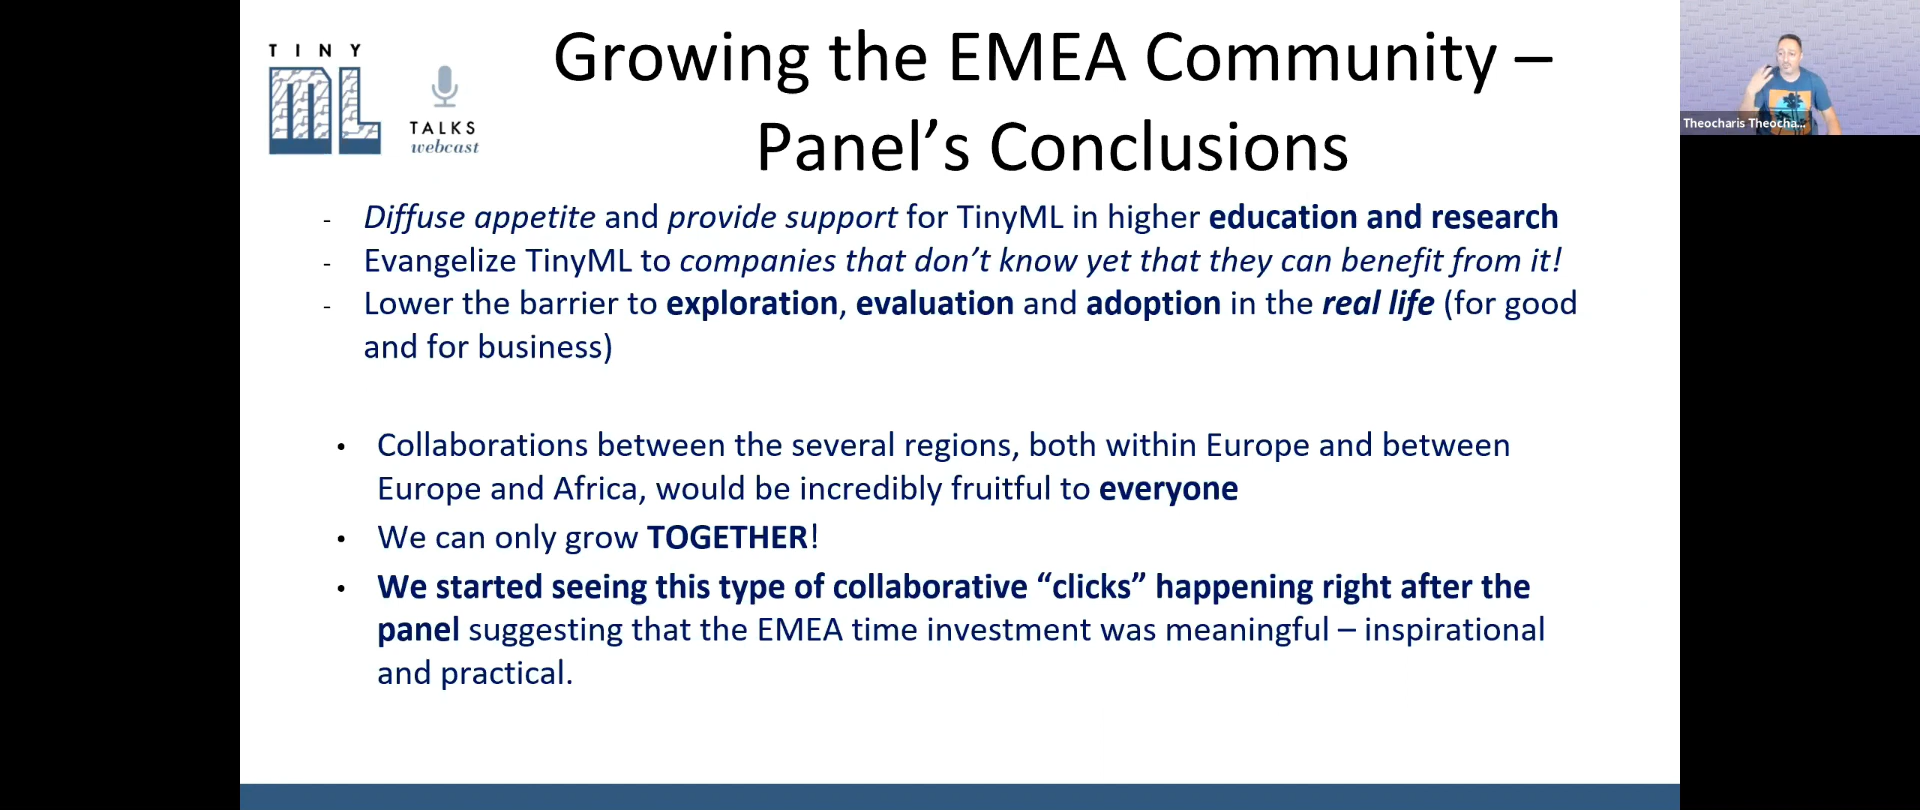 TINY
ML
TALKS
webcast
Growing the EMEA Community –
Panel’s Conclusions
Theocharis Theocha...
- Diffuse appetite and provide support for TinyML in higher education and research
- Evangelize TinyML to companies that don’t know yet that they can benefit from it!
- Lower the barrier to exploration, evaluation and adoption in the real life (for good
and for business)
• Collaborations between the several regions, both within Europe and between
Europe and Africa, would be incredibly fruitful to everyone
• We can only grow TOGETHER!
• We started seeing this type of collaborative “clicks” happening right after the
panel suggesting that the EMEA time investment was meaningful – inspirational
and practical.